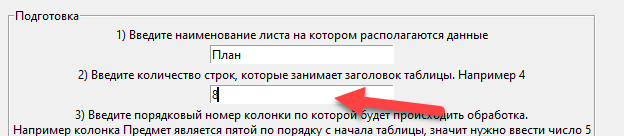 Подготовка
1) Введите наименование листа на котором располагаются данные
План
2) Введите количество строк, которые занимает заголовок таблицы. Например 4
8
3) Введите порядковый номер колонки по которой будет происходить обработка.
Например колонка Предмет является пятой по порядку с начала таблицы, значит нужно ввести число 5